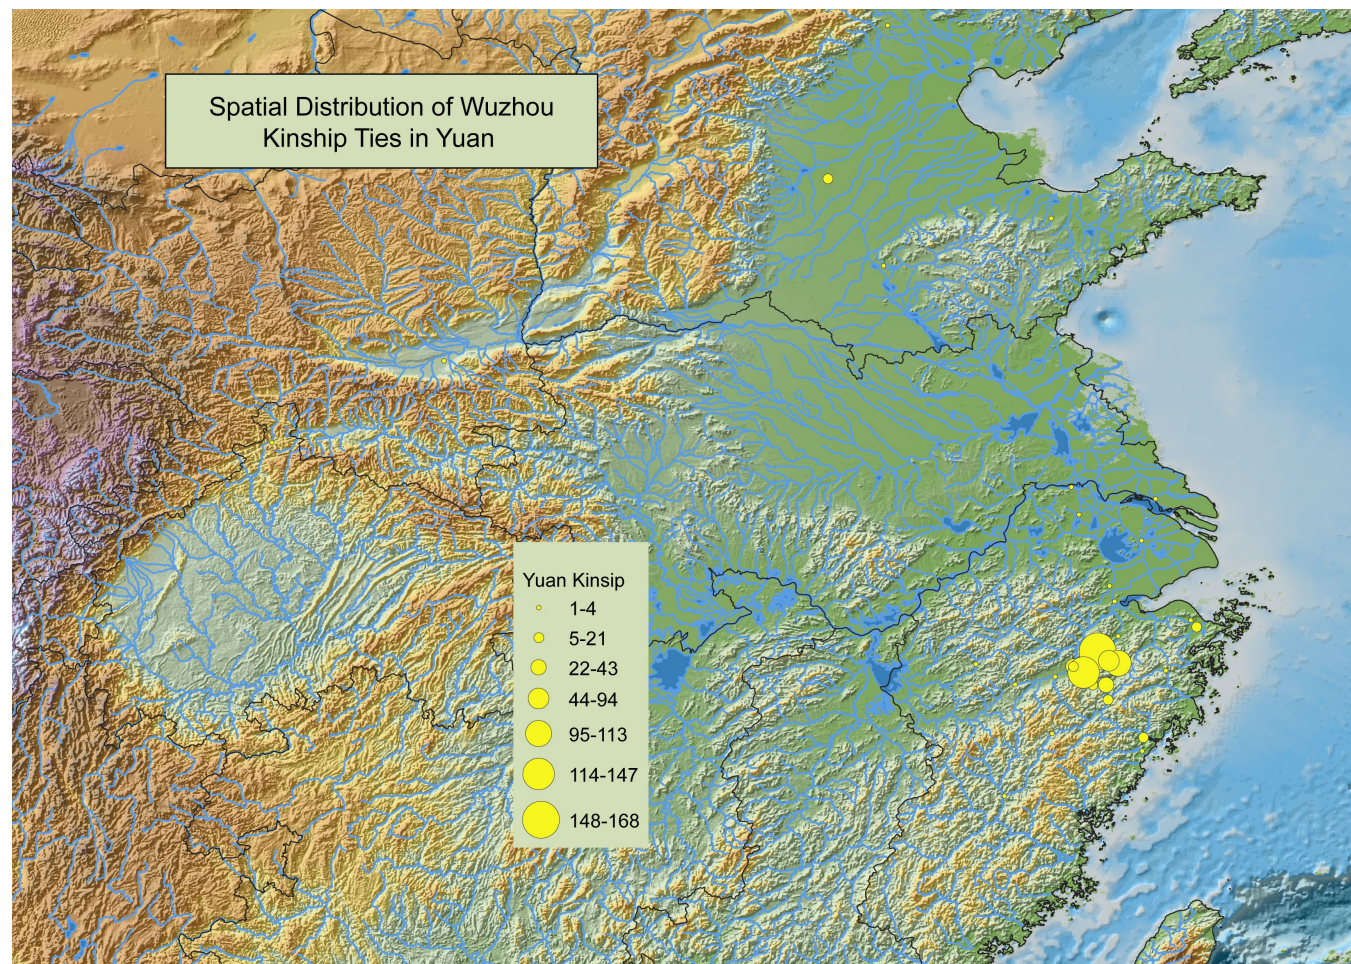 Spatial Distribution of Wuzhou
Kinship Ties in Yuan
Yuan Kinsip
1-4
5-21
22-43
44-94
95-113
114-147
148-168